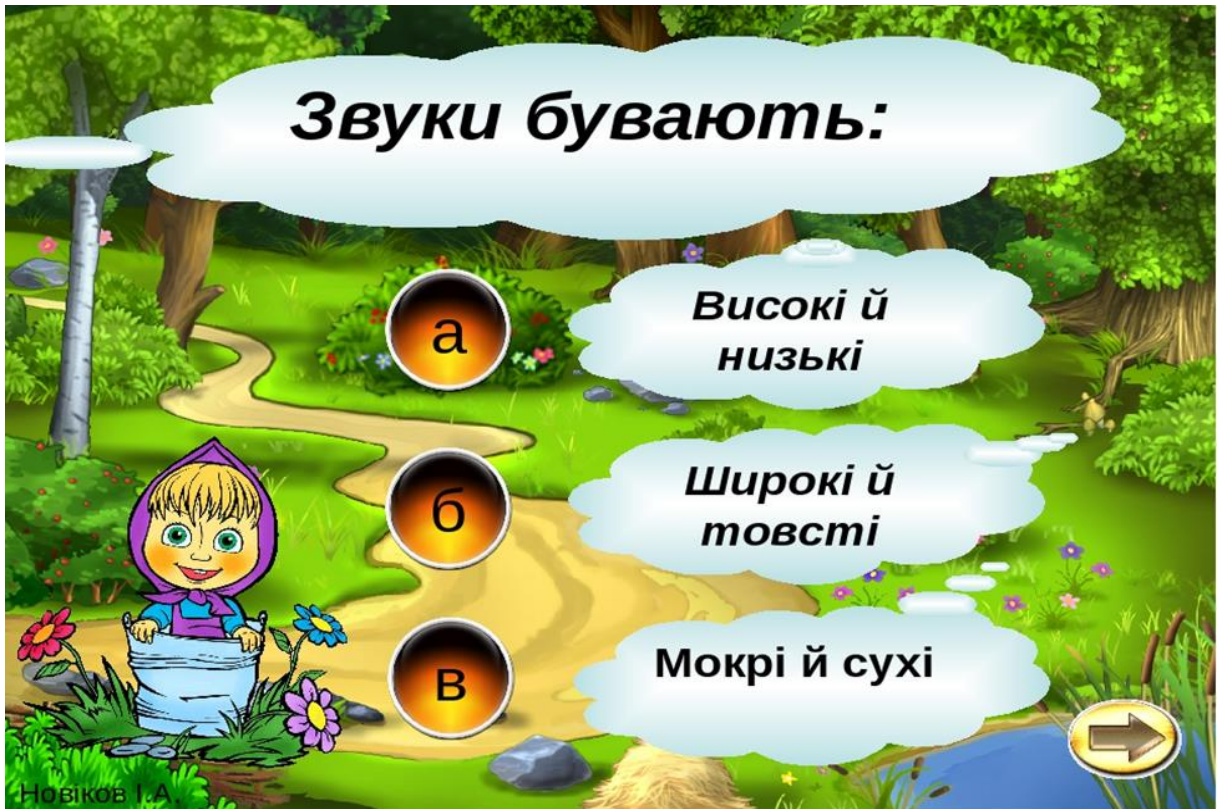 Звуки бувають:
а
Високі й
низькі
б
Широкі й
товсті
в
Мокрі й сухі
Новіков І.А.